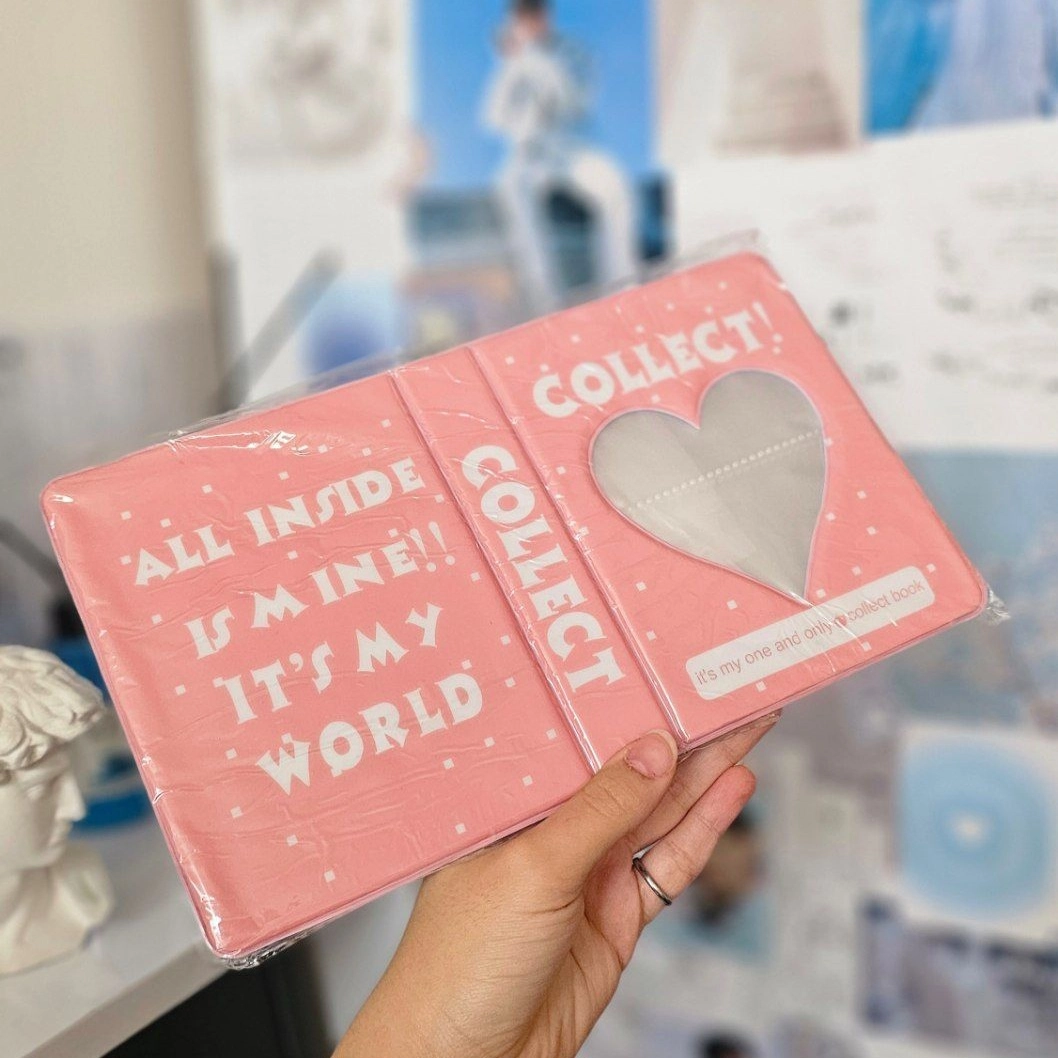 ALL INSIDE
IS MINE!!
IT'S MY
WORLD
COLLECT
COLLECT!
it's my one and only♥collect book